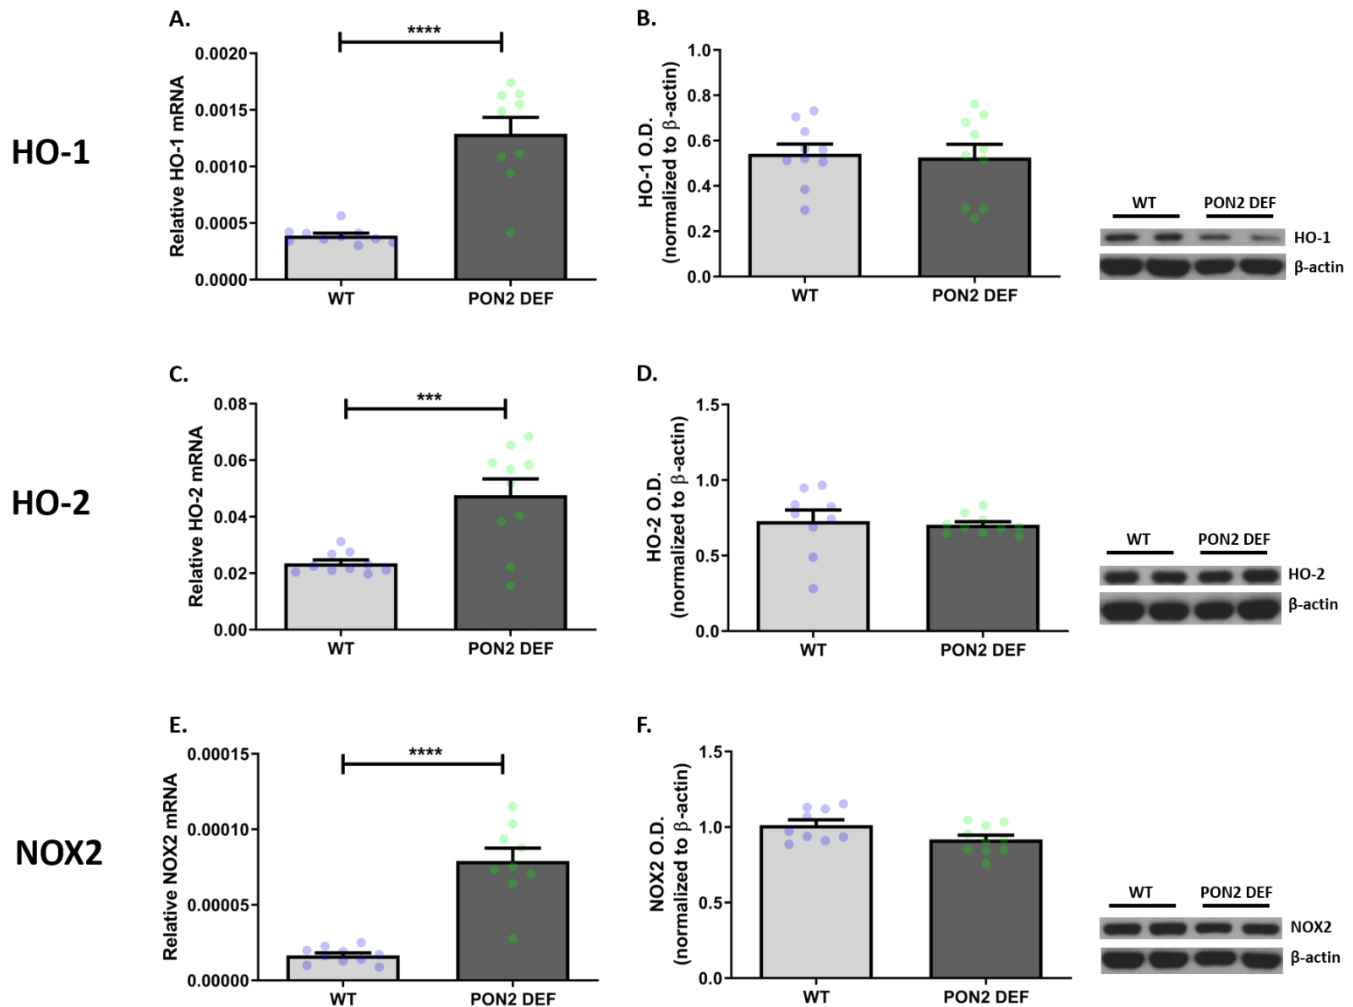 HO-1
A.
****
Relative HO-1 mRNA
0.0020
0.0015
0.0010
0.0005
0.0000
WT
PON2 DEF
B.
HO-1 O.D.
(normalized to β-actin)
1.0
0.8
0.6
0.4
0.2
0.0
WT
PON2 DEF
WT
PON2 DEF
HO-1
β-actin
HO-2
C.
***
Relative HO-2 mRNA
0.08
0.06
0.04
0.02
0.00
WT
PON2 DEF
D.
HO-2 O.D.
(normalized to β-actin)
1.5
1.0
0.5
0.0
WT
PON2 DEF
WT
PON2 DEF
HO-2
β-actin
NOX2
E.
****
Relative NOX2 mRNA
0.00015
0.00010
0.00005
0.00000
WT
PON2 DEF
F.
NOX2 O.D.
(normalized to β-actin)
1.5
1.0
0.5
0.0
WT
PON2 DEF
WT
PON2 DEF
NOX2
β-actin